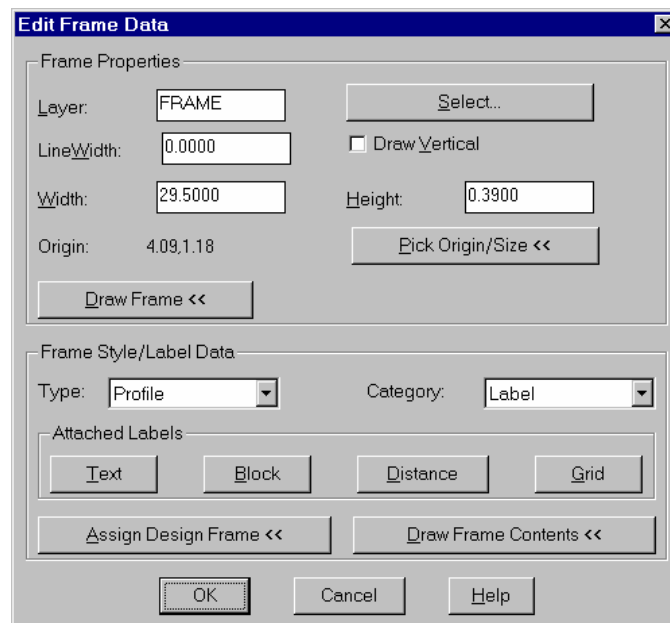 Edit Frame Data
Frame Properties
Layer: FRAME Select...
LineWidth: 0.0000 Draw Vertical
Width: 29.5000 Height: 0.3900
Origin: 4.09,1.18 Pick Origin/Size <<
Draw Frame <<
Frame Style/Label Data
Type: Profile Category: Label
Attached Labels
Text Block Distance Grid
Assign Design Frame << Draw Frame Contents <<
OK Cancel Help